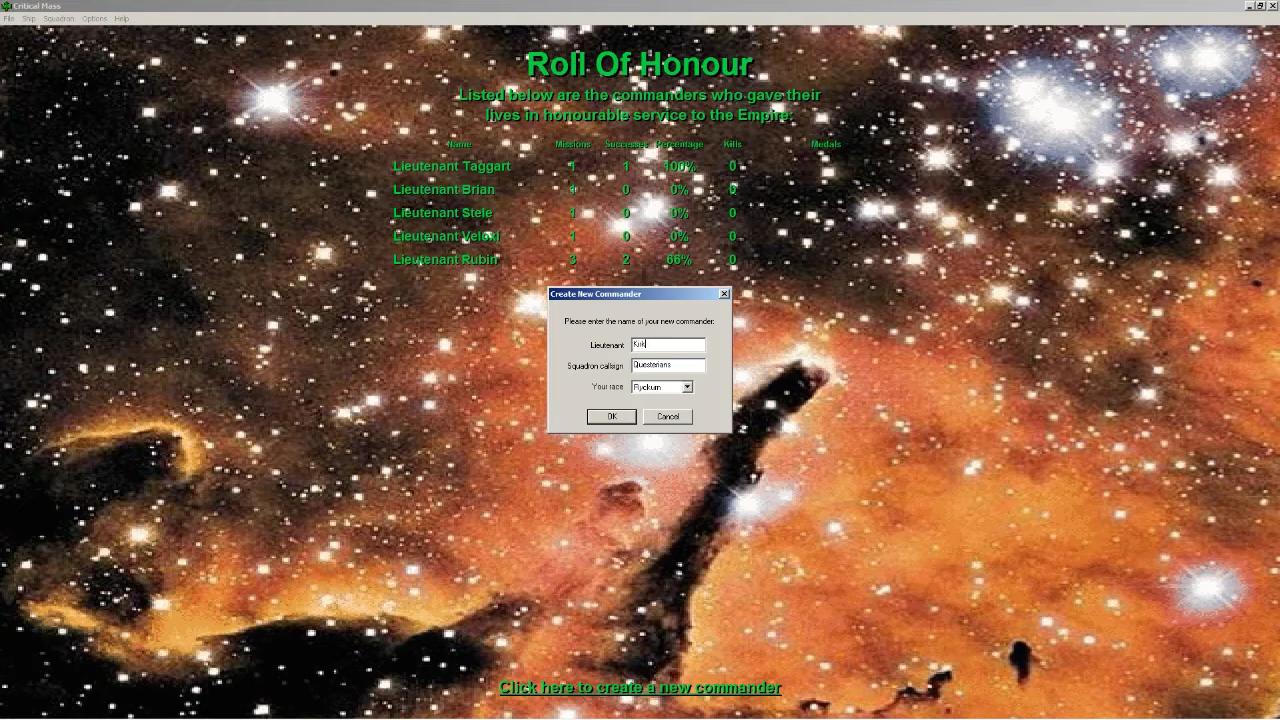 Critical Mass
File Ship Squadron Options Help
Roll Of Honour
Listed below are the commanders who gave their
lives in honourable service to the Empire:
Name Missions Successes Percentage Kills Medals
Lieutenant Taggart 1 1 100% 0
Lieutenant Brian 1 0 0% 0
Lieutenant Stele 1 0 0% 0
Lieutenant Veloxi 1 0 0% 0
Lieutenant Rubin 3 2 66% 0
Create New Commander
Please enter the name of your new commander:
Lieutenant Kirk
Squadron callsign Questerians
Your race
OK Cancel
Click here to create a new commander